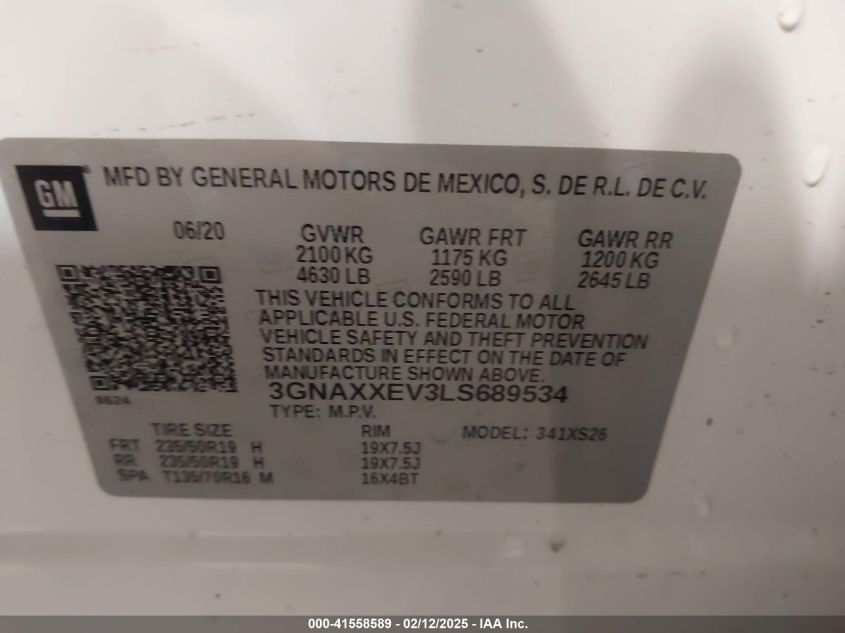 GM
MFD BY GENERAL MOTORS DE MEXICO, S. DE R.L. DE C.V.
06/20 GVWR GAWR FRT GAWR RR
2100 KG 1175 KG 1200 KG
4630 LB 2590 LB 2645 LB
THIS VEHICLE CONFORMS TO ALL
APPLICABLE U.S. FEDERAL MOTOR
VEHICLE SAFETY AND THEFT PREVENTION
STANDARDS IN EFFECT ON THE DATE OF
MANUFACTURE SHOWN ABOVE.
9624
3GNAXXEV3LS689534
TYPE: M.P.V.
TIRE SIZE RIM MODEL: 341XS26
FRT 235/50R19 H 19X7.5J
RR 235/50R19 H 19X7.5J
SPA T135/70R16 M 16X4BT
000-41558589 - 02/12/2025 - IAA Inc.